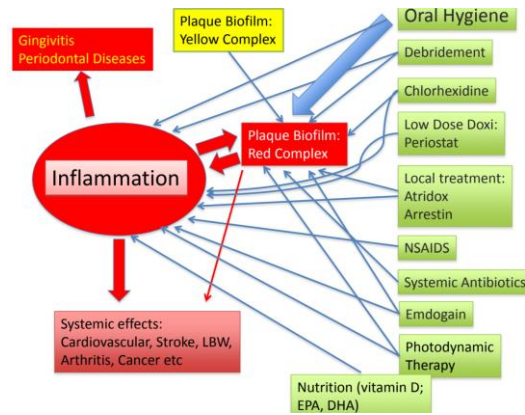 Gingivitis
Periodontal Diseases
Plaque Biofilm:
Yellow Complex
Oral Hygiene
Debridement
Chlorhexidine
Low Dose Doxi:
Periostat
Plaque Biofilm:
Red Complex
Inflammation
Local treatment:
Atridox
Arrestin
NSAIDS
Systemic Antibiotics
Emdogain
Photodynamic
Therapy
Systemic effects:
Cardiovascular, Stroke, LBW,
Arthritis, Cancer etc
Nutrition (vitamin D;
EPA, DHA)